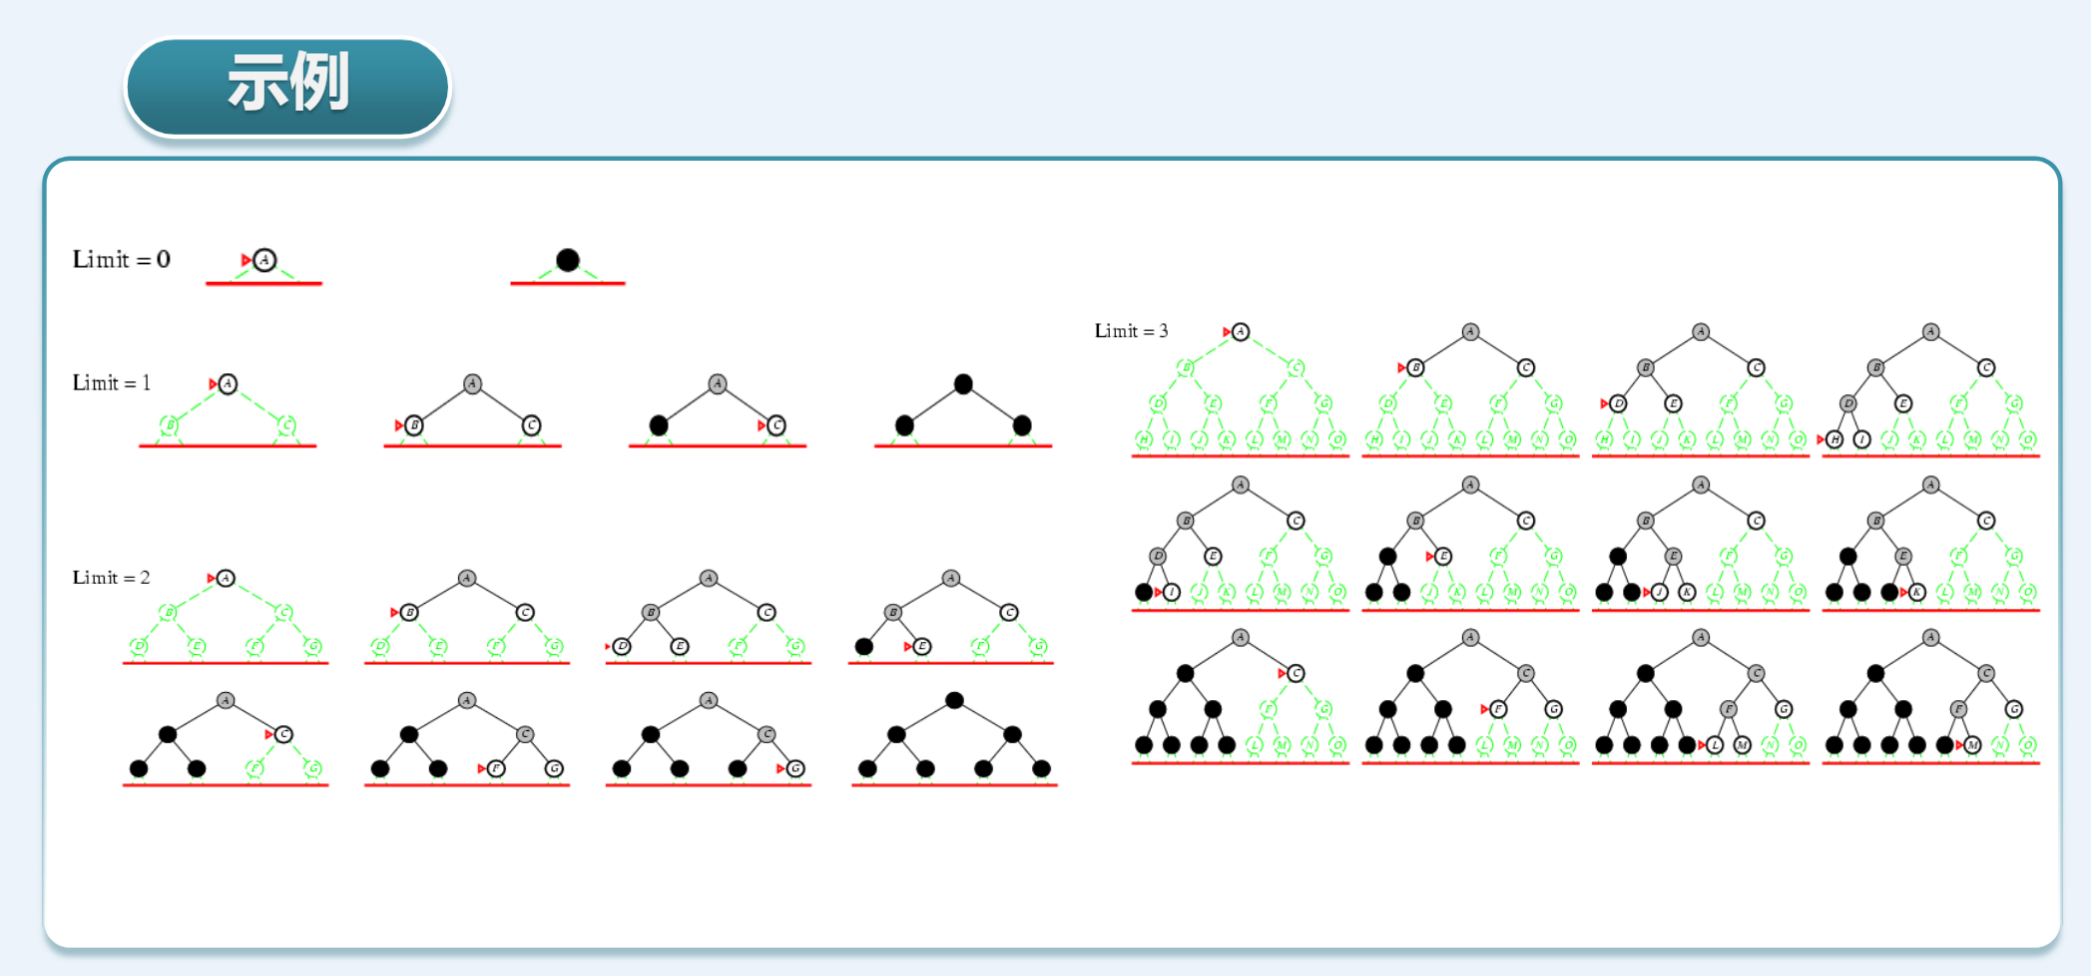 示例
Limit = 0 A
Limit = 1 A A A
B C B C C
Limit = 2 A A A A
B C B C B C B C
D E F G D E F G D E F G E F G
A A A
C C C
F G F G G
Limit = 3 A A A A
B C B C B C B C
D E F G D E F G D E F G D E F G
H I J K L M N O H I J K L M N O H I J K L M N O H I J K L M N O
A A A A
B C B C B C B C
D E F G E F G E F G E F G
I J K L M N O J K L M N O J K L M N O K L M N O
A A A A
C C C C
F G F G F G F G
L M N O L M N O L M N O M N O